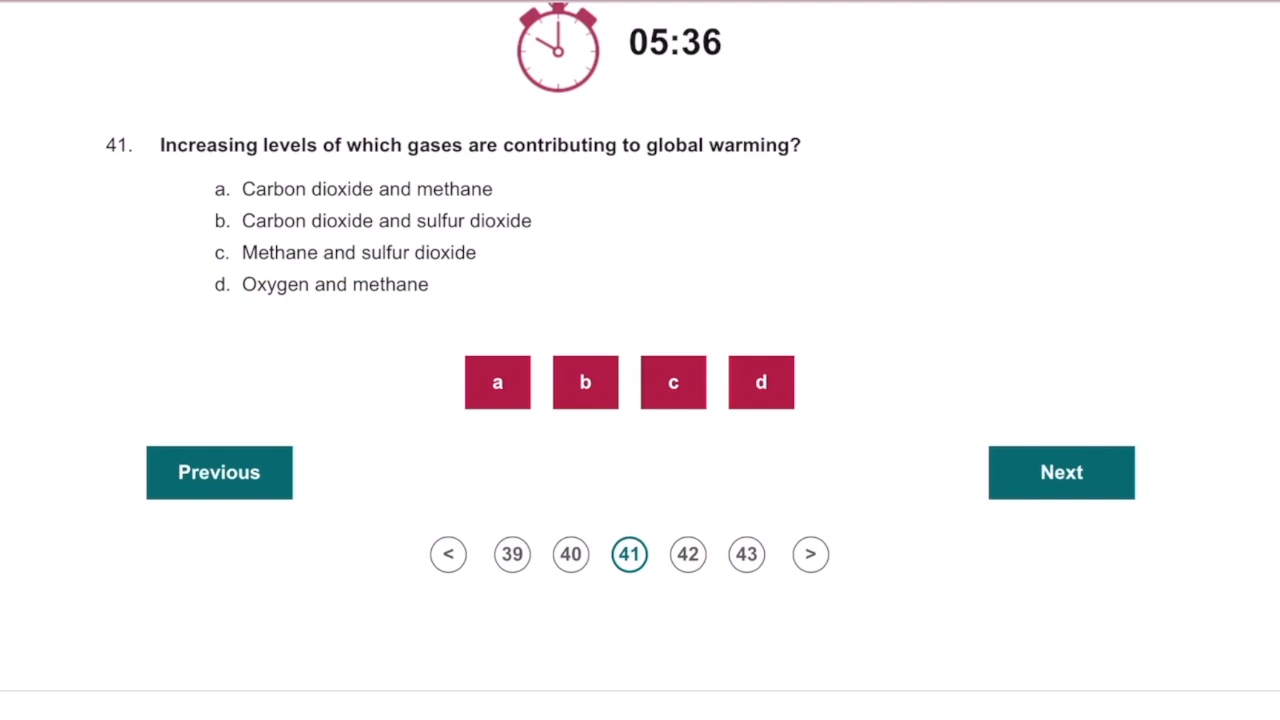 05:36
41. Increasing levels of which gases are contributing to global warming?
a. Carbon dioxide and methane
b. Carbon dioxide and sulfur dioxide
c. Methane and sulfur dioxide
d. Oxygen and methane
a b c d
Previous Next
< 39 40 41 42 43 >